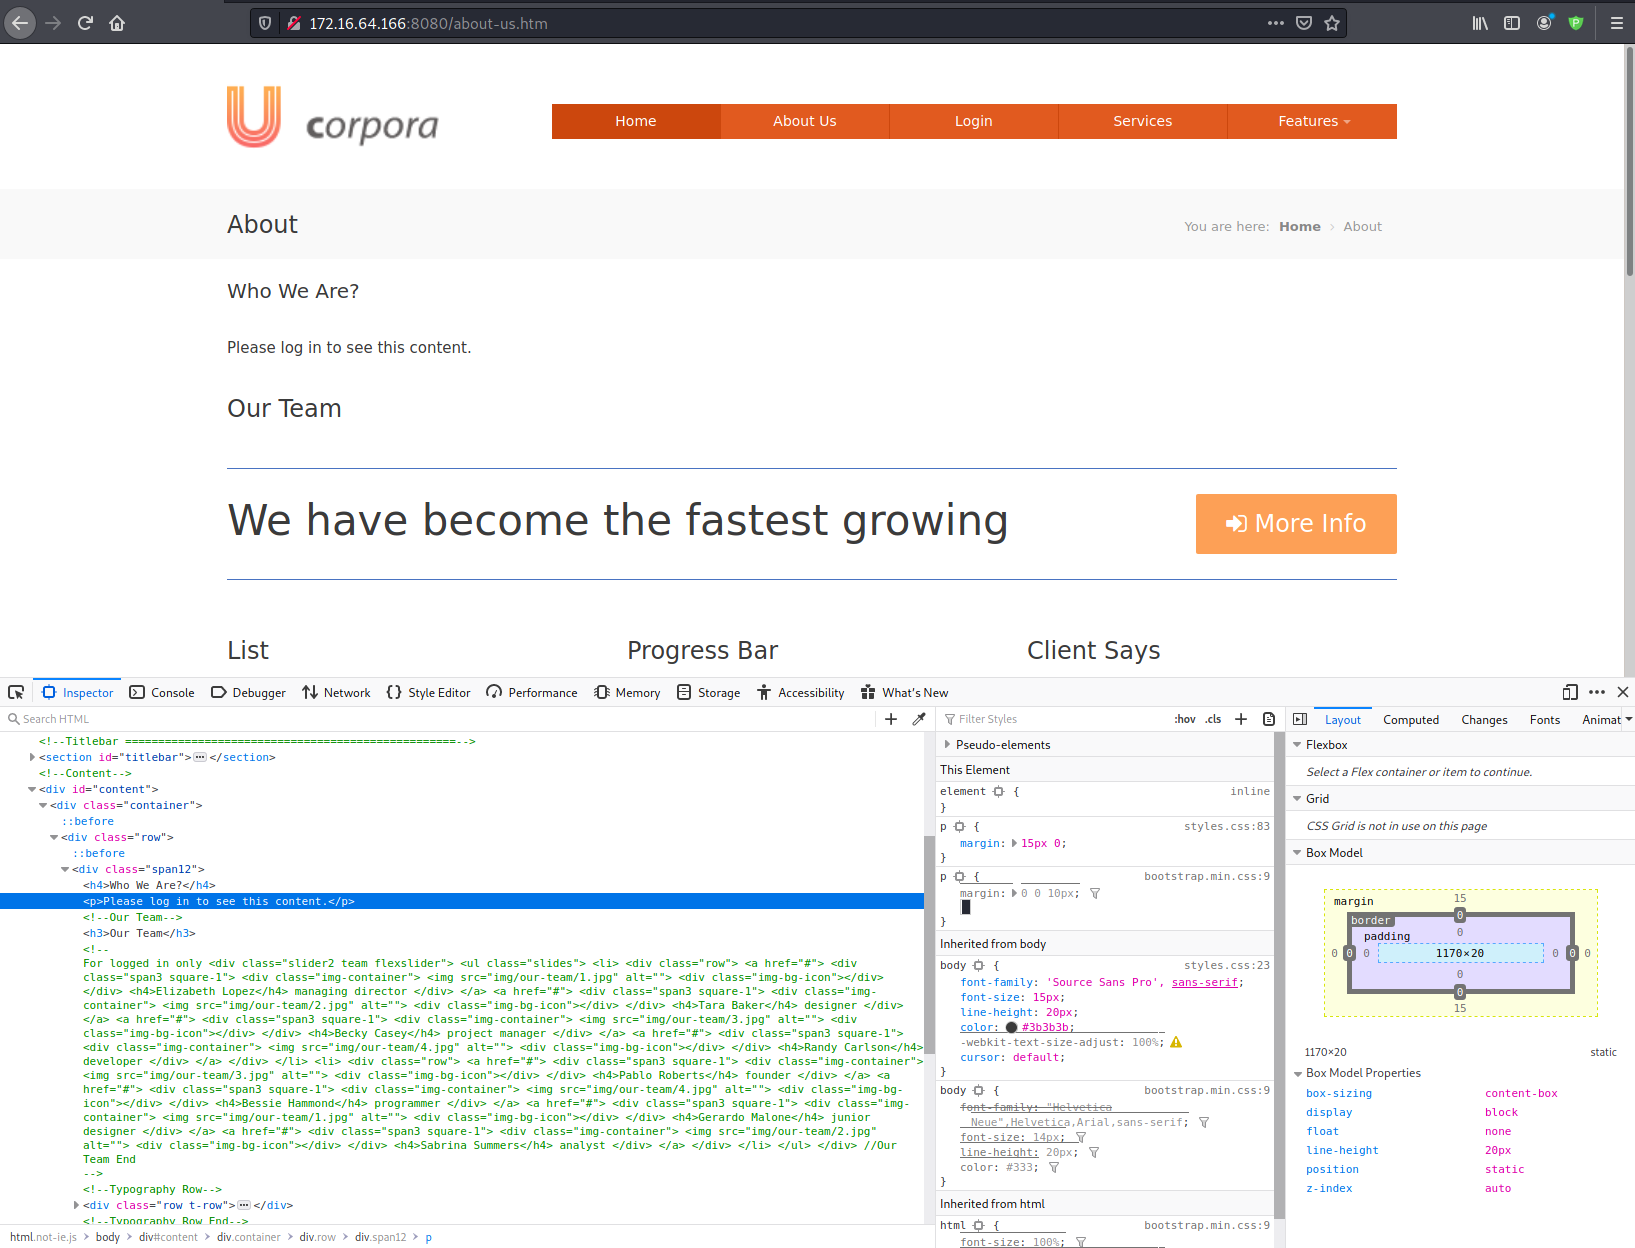 172.16.64.166:8080/about-us.htm
U corpora
Home About Us Login Services Features
About
You are here: Home › About
Who We Are?
Please log in to see this content.
Our Team
We have become the fastest growing
More Info
List Progress Bar Client Says
Inspector Console Debugger Network Style Editor Performance Memory Storage Accessibility What's New
Search HTML
<!--Titlebar ===================================================-->
<section id="titlebar">···</section>
<!--Content-->
<div id="content">
<div class="container">
::before
<div class="row">
::before
<div class="span12">
<h4>Who We Are?</h4>
<p>Please log in to see this content.</p>
<!--Our Team-->
<h3>Our Team</h3>
<!--
For logged in only <div class="slider2 team flexslider"> <ul class="slides"> <li> <div class="row"> <a href="#"> <div
class="span3 square-1"> <div class="img-container"> <img src="img/our-team/1.jpg" alt=""> <div class="img-bg-icon"></div>
</div> <h4>Elizabeth Lopez</h4> managing director </div> </a> <a href="#"> <div class="span3 square-1"> <div class="img-
container"> <img src="img/our-team/2.jpg" alt=""> <div class="img-bg-icon"></div> </div> <h4>Tara Baker</h4> designer </div>
</a> <a href="#"> <div class="span3 square-1"> <div class="img-container"> <img src="img/our-team/3.jpg" alt=""> <div
class="img-bg-icon"></div> </div> <h4>Becky Casey</h4> project manager </div> </a> <a href="#"> <div class="span3 square-1">
<div class="img-container"> <img src="img/our-team/4.jpg" alt=""> <div class="img-bg-icon"></div> </div> <h4>Randy Carlson</h4>
developer </div> </a> </div> </li> <li> <div class="row"> <a href="#"> <div class="span3 square-1"> <div class="img-container">
<img src="img/our-team/3.jpg" alt=""> <div class="img-bg-icon"></div> </div> <h4>Pablo Roberts</h4> founder </div> </a> <a
href="#"> <div class="span3 square-1"> <div class="img-container"> <img src="img/our-team/4.jpg" alt=""> <div class="img-bg-
icon"></div> </div> <h4>Bessie Hammond</h4> programmer </div> </a> <a href="#"> <div class="span3 square-1"> <div class="img-
container"> <img src="img/our-team/1.jpg" alt=""> <div class="img-bg-icon"></div> </div> <h4>Gerardo Malone</h4> junior
designer </div> </a> <a href="#"> <div class="span3 square-1"> <div class="img-container"> <img src="img/our-team/2.jpg"
alt=""> <div class="img-bg-icon"></div> </div> <h4>Sabrina Summers</h4> analyst </div> </a> </div> </li> </ul> </div> //Our
Team End
-->
<!--Typography Row-->
<div class="row t-row">···</div>
<!--Typography Row End-->
html.not-ie.js > body > div#content > div.container > div.row > div.span12 > p
Filter Styles :hov .cls
Pseudo-elements
This Element
element { inline
}
p { styles.css:83
margin: 15px 0;
}
p { bootstrap.min.css:9
margin: 0 0 10px;
}
Inherited from body
body { styles.css:23
font-family: 'Source Sans Pro', sans-serif;
font-size: 15px;
line-height: 20px;
color: #3b3b3b;
-webkit-text-size-adjust: 100%;
cursor: default;
}
body { bootstrap.min.css:9
font-family: "Helvetica
Neue",Helvetica,Arial,sans-serif;
font-size: 14px;
line-height: 20px;
color: #333;
}
Inherited from html
html { bootstrap.min.css:9
font-size: 100%;
Layout Computed Changes Fonts Animat
Flexbox
Select a Flex container or item to continue.
Grid
CSS Grid is not in use on this page
Box Model
margin 15
border 0
padding 0
0 0 0 1170×20 0 0 0
0
0
15
1170×20 static
Box Model Properties
box-sizing content-box
display block
float none
line-height 20px
position static
z-index auto